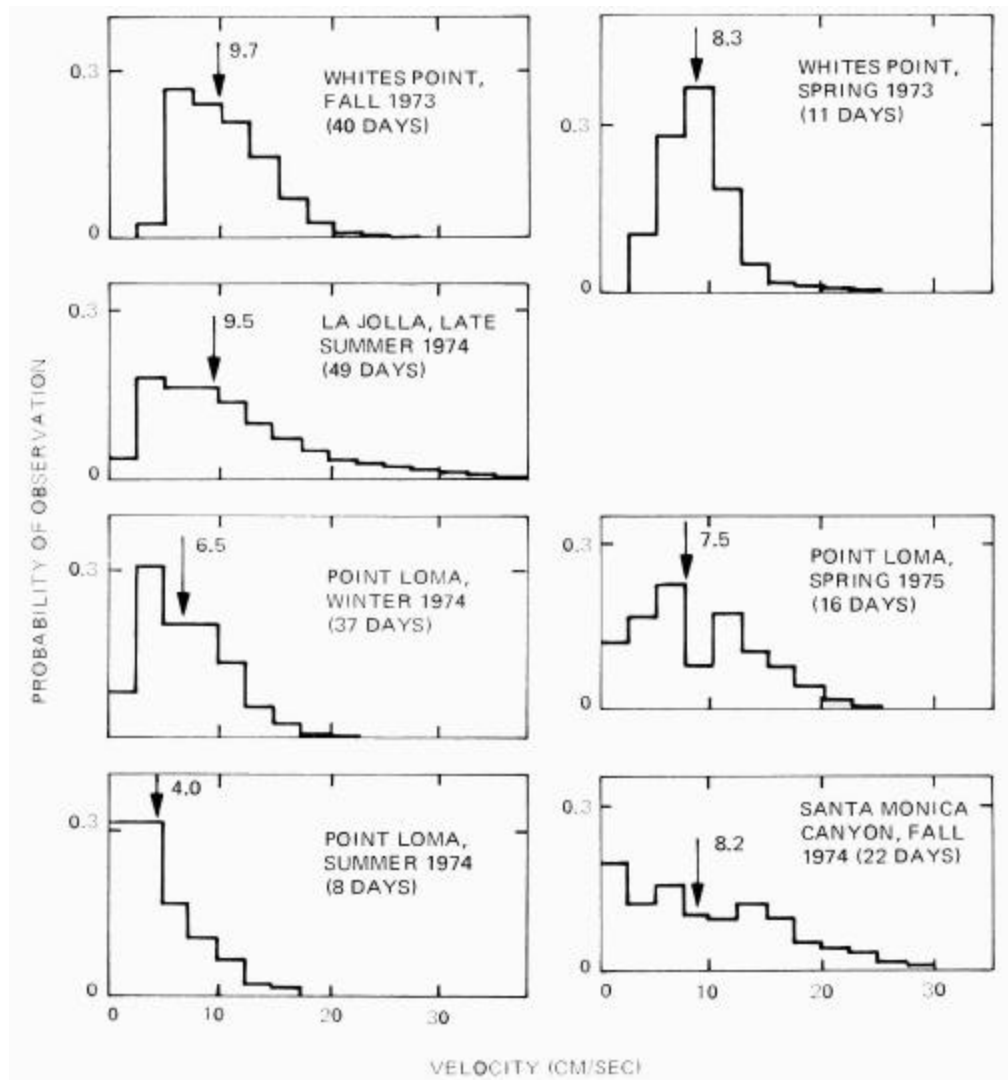 9.7
0.3
WHITES POINT,
FALL 1973
(40 DAYS)
0
8.3
WHITES POINT,
SPRING 1973
(11 DAYS)
0.3
0
9.5
0.3
LA JOLLA, LATE
SUMMER 1974
(49 DAYS)
0
6.5
0.3
POINT LOMA,
WINTER 1974
(37 DAYS)
7.5
0.3
POINT LOMA,
SPRING 1975
(16 DAYS)
0
4.0
0.3
POINT LOMA,
SUMMER 1974
(8 DAYS)
0
0 10 20 30
0.3
SANTA MONICA
CANYON, FALL
1974 (22 DAYS)
8.2
0
0 10 20 30
PROBABILITY OF OBSERVATION
VELOCITY (CM/SEC)